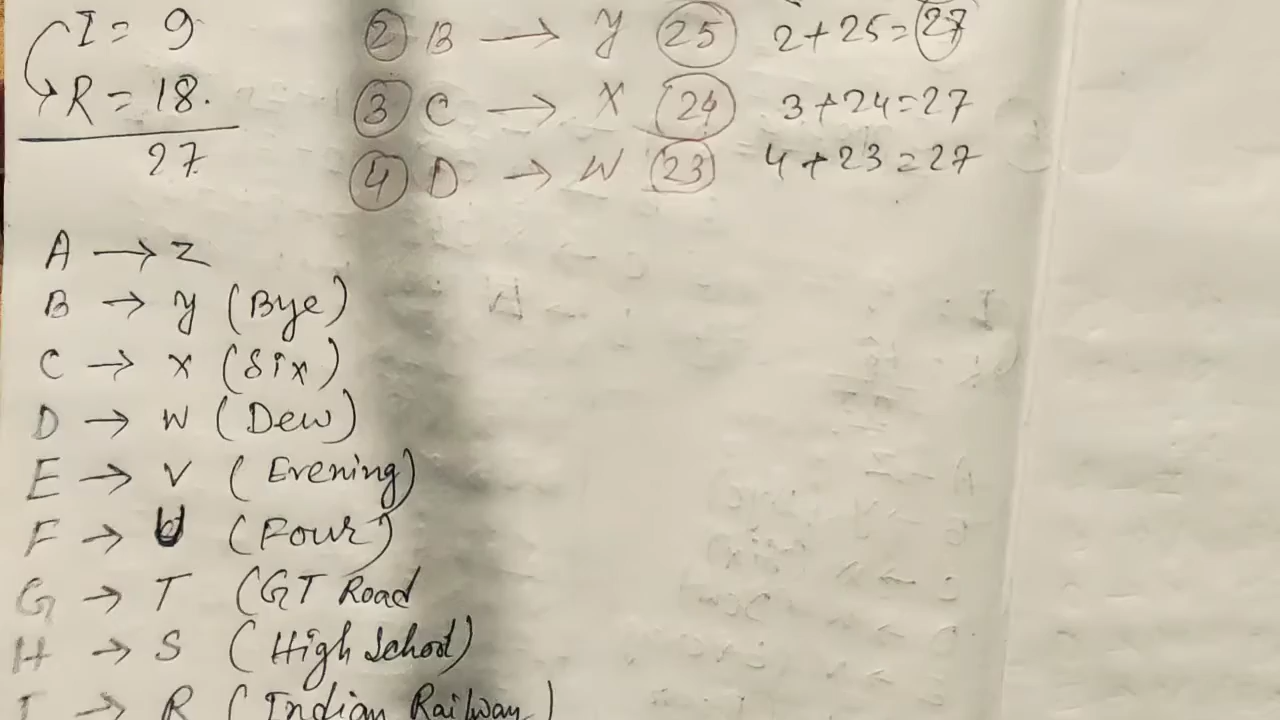 I = 9
R = 18.
27.
2 B → Y 25 2+25=27
3 C → X 24 3+24=27
4 D → W 23 4+23=27
A → Z
B → Y (Bye)
C → X (Six)
D → W (Dew)
E → V (Evening)
F → U (Four)
G → T (GT Road
H → S (High School)
I → R (Indian Railway)